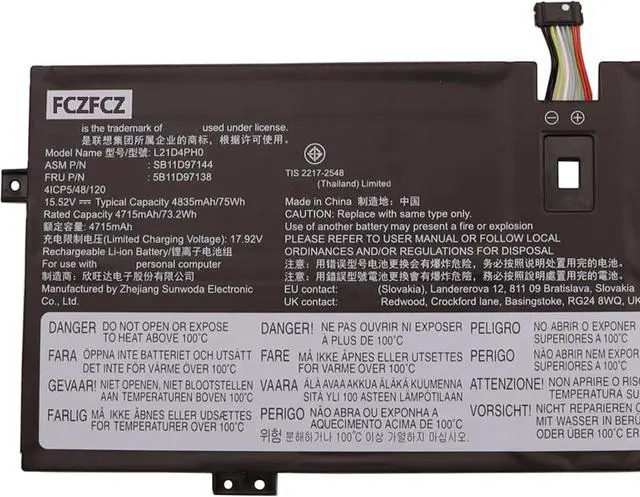 FCZFCZ
is the trademark of used under license.
是联想集团所属企业的商标，根据许可使用。
Model Name 型号/型號: L21D4PH0
ASM P/N : SB11D97144
FRU P/N : 5B11D97138
4ICP5/48/120
15.52V ⎓ Typical Capacity 4835mAh/75Wh
Rated Capacity 4715mAh/73.2Wh
额定容量: 4715mAh
充电限制电压(Limited Charging Voltage): 17.92V
Rechargeable Li-ion Battery/锂离子电池组
For use with personal computer
制造商：欣旺达电子股份有限公司
Manufactured by Zhejiang Sunwoda Electronic
Co., Ltd.
TIS 2217-2548
(Thailand) Limited
Made in China 制造地: 中国
CAUTION: Replace with same type only.
Use of another battery may present a fire or explosion
PLEASE REFER TO USER MANUAL OR FOLLOW LOCAL
ORDINANCES AND/OR REGULATIONS FOR DISPOSAL
注意: 用错误型号电池更换会有爆炸危险, 务必按照说明处置用完的电池。
注意: 用錯誤型號電池更換會有爆炸危險, 務必按照說明處置用完的電池。
EU contact: (Slovakia), Landererova 12, 811 09 Bratislava, Slovakia
UK contact: Redwood, Crockford lane, Basingstoke, RG24 8WQ, UK
DANGER DO NOT OPEN OR EXPOSE
TO HEAT ABOVE 100°C
FARA ÖPPNA INTE BATTERIET OCH UTSÄTT
DET INTE FÖR VÄRME ÖVER 100°C
GEVAAR! NIET OPENEN, NIET BLOOTSTELLEN
AAN TEMPERATUREN BOVEN 100°C
FARLIG MÅ IKKE ÅBNES ELLER UDSÆTTES
FOR TEMPERATURER OVER 100°C
DANGER! NE PAS OUVRIR NI EXPOSER
À PLUS DE 100°C
FARE MÅ IKKE ÅPNES ELLER UTSETTES
FOR VARME OVER 100°C
VAARA ÄLÄ AVAA AKKUA ÄLÄKÄ KUUMENNA
SITÄ YLI 100 ASTEEN LÄMPÖTILAAN
PERIGO NÃO ABRA OU EXPONHA A
AQUECIMENTO ACIMA DE 100°C
위험 분해하거나 100°C 이상 가열하지 마십시오.
PELIGRO NO ABRIR O EXPONER
SUPERIORES A 100°C
PERIGO NÃO ABRIR NEM EXPOR
SUPERIORES A 100°C
ATTENZIONE! NON APRIRE O
TEMPERATURA SU
VORSICHT! NICHT REPARIEREN O
MIT WASSER IN BERÜ
ODER ÜBER 100°C ER